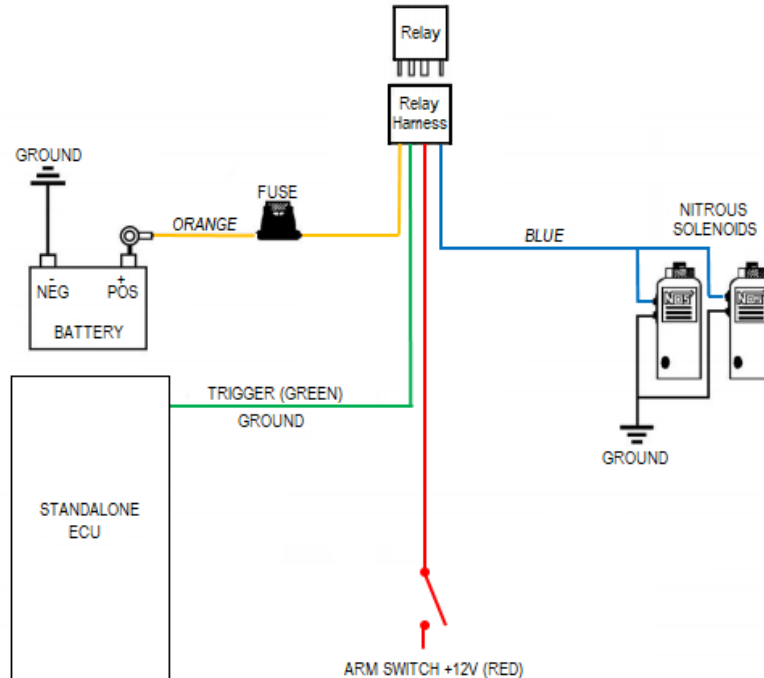 Relay
Relay
Harness
GROUND
FUSE
ORANGE
NITROUS
SOLENOIDS
BLUE
-
+
NEG
POS
BATTERY
TRIGGER (GREEN)
GROUND
GROUND
STANDALONE
ECU
ARM SWITCH +12V (RED)